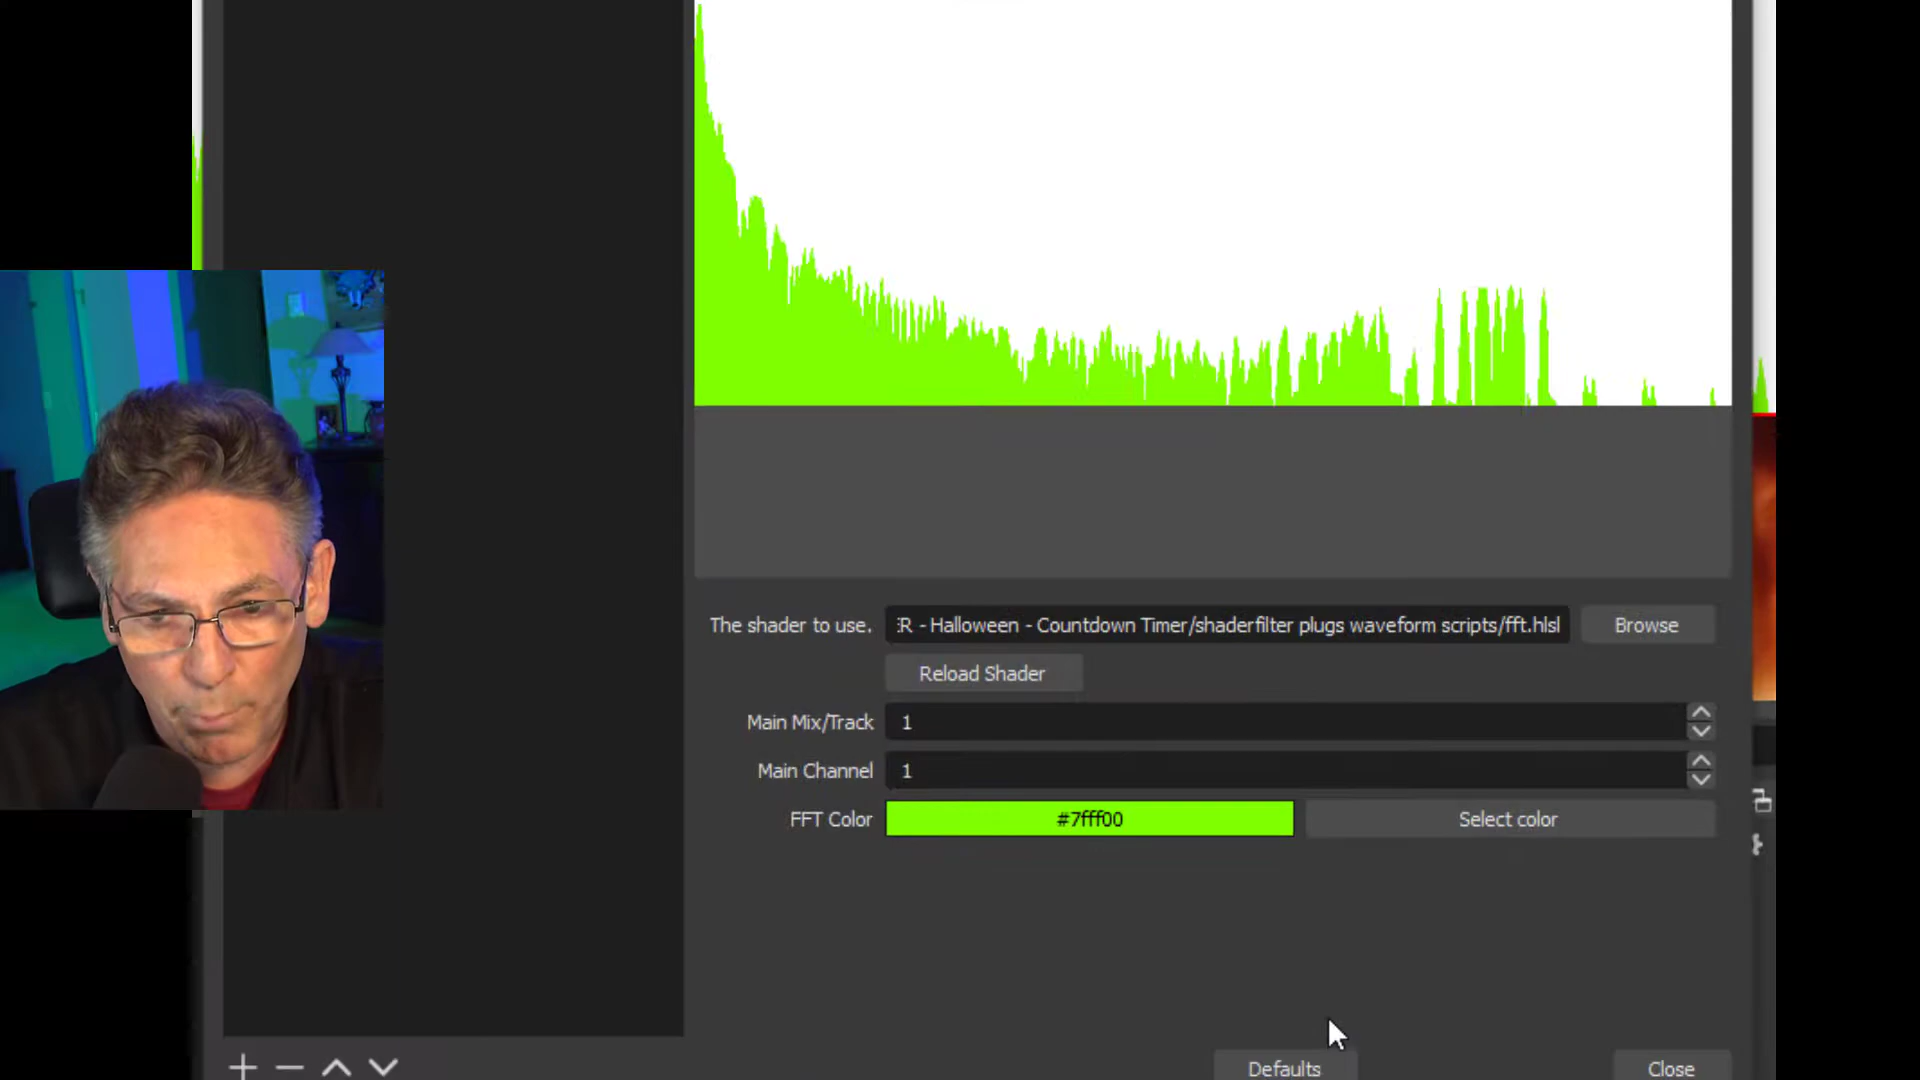 The shader to use.
:R - Halloween - Countdown Timer/shaderfilter plugs waveform scripts/fft.hlsl
Browse
Reload Shader
Main Mix/Track
1
Main Channel
1
FFT Color
#7fff00
Select color
Defaults
Close